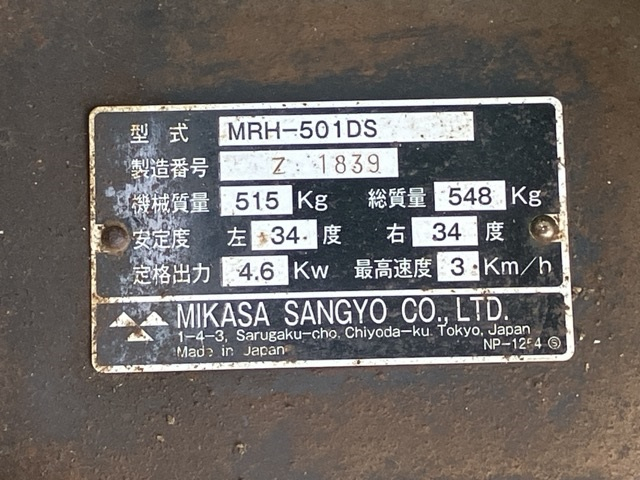 型式 MRH-501DS
製造番号 Z 1839
機械質量 515 Kg 総質量 548 Kg
安定度 左 34 度 右 34 度
定格出力 4.6 Kw 最高速度 3 Km/h
MIKASA SANGYO CO., LTD.
1-4-3, Sarugaku-cho, Chiyoda-ku, Tokyo, Japan
Made in Japan NP-1254 Ⓢ